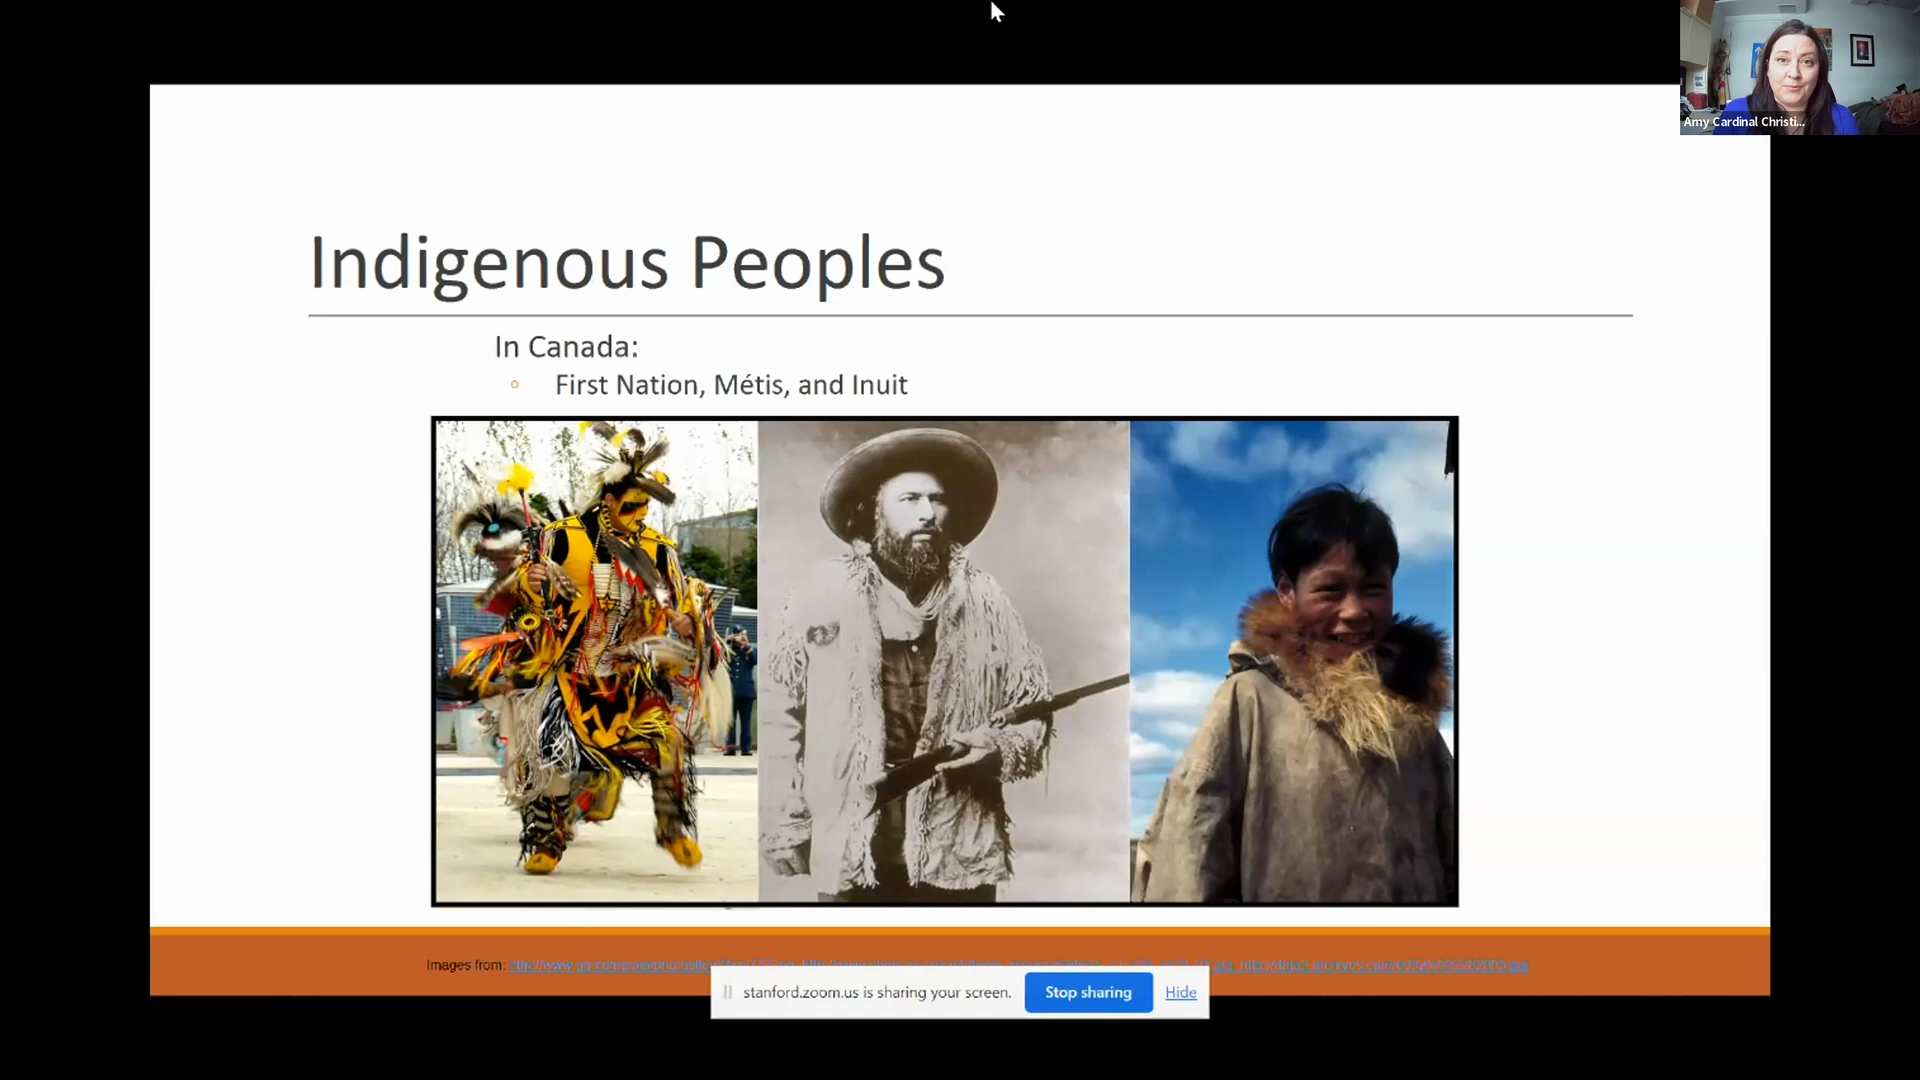 Amy Cardinal Christi...
Indigenous Peoples
In Canada:
First Nation, Métis, and Inuit
Images from:
stanford.zoom.us is sharing your screen.
Stop sharing
Hide